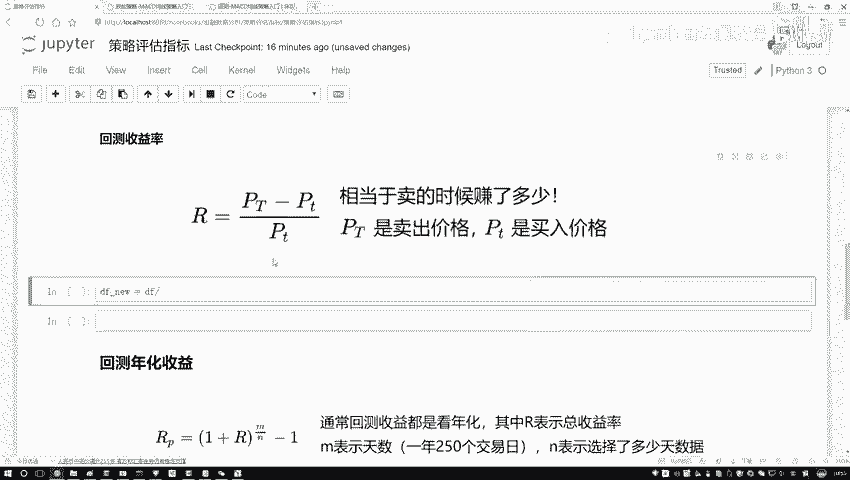 jupyter 策略评估指标 Last Checkpoint: 16 minutes ago (unsaved changes)
Logout
File Edit View Insert Cell Kernel Widgets Help
Trusted
Python 3
Code
回测收益率
R = \frac{P_T - P_t}{P_t}
相当于卖的时候赚了多少!
P_T 是卖出价格, P_t 是买入价格
In [ ]: df_new = df/
In [ ]:
回测年化收益
R_p = (1 + R)^{\frac{m}{n}} - 1
通常回测收益都是看年化，其中R表示总收益率
m表示天数（一年250个交易日），n表示选择了多少天数据